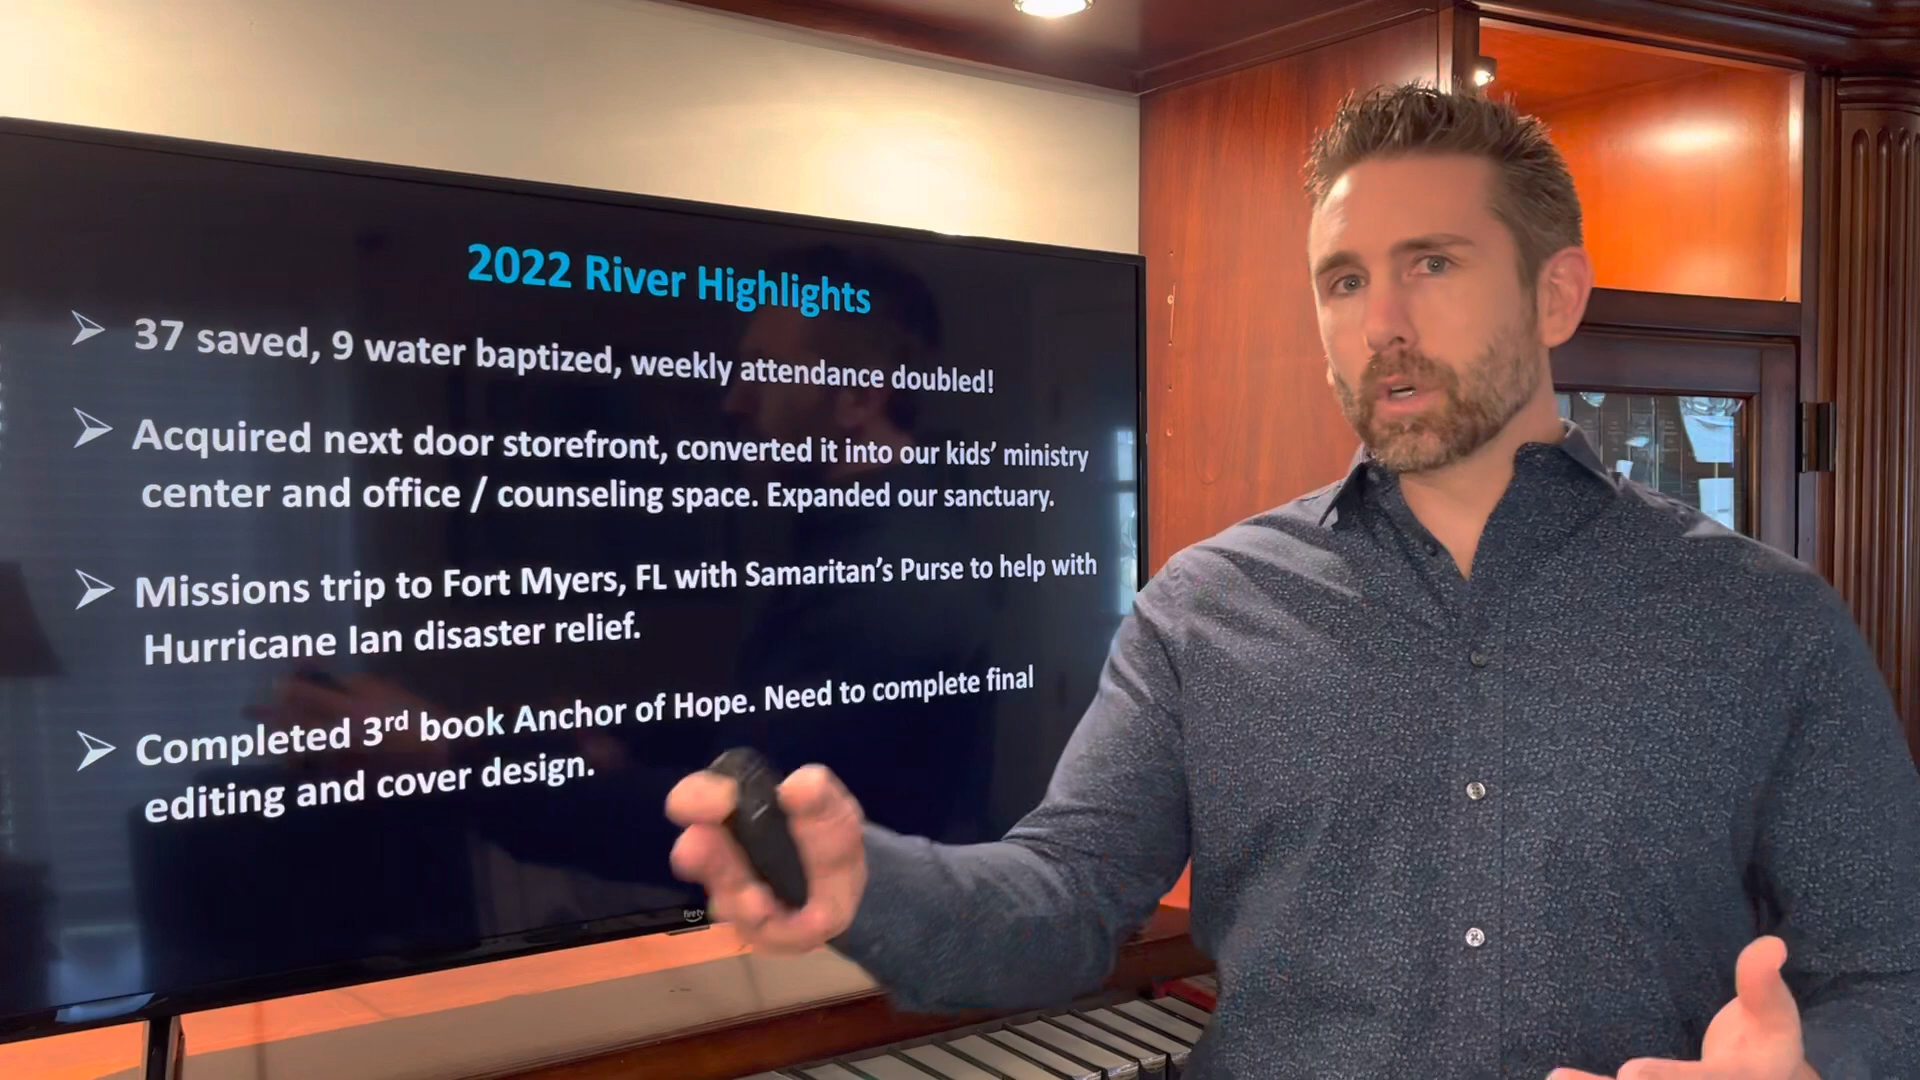 2022 River Highlights
37 saved, 9 water baptized, weekly attendance doubled!
Acquired next door storefront, converted it into our kids’ ministry
center and office / counseling space. Expanded our sanctuary.
Missions trip to Fort Myers, FL with Samaritan’s Purse to help with
Hurricane Ian disaster relief.
Completed 3rd book Anchor of Hope. Need to complete final
editing and cover design.
fire tv